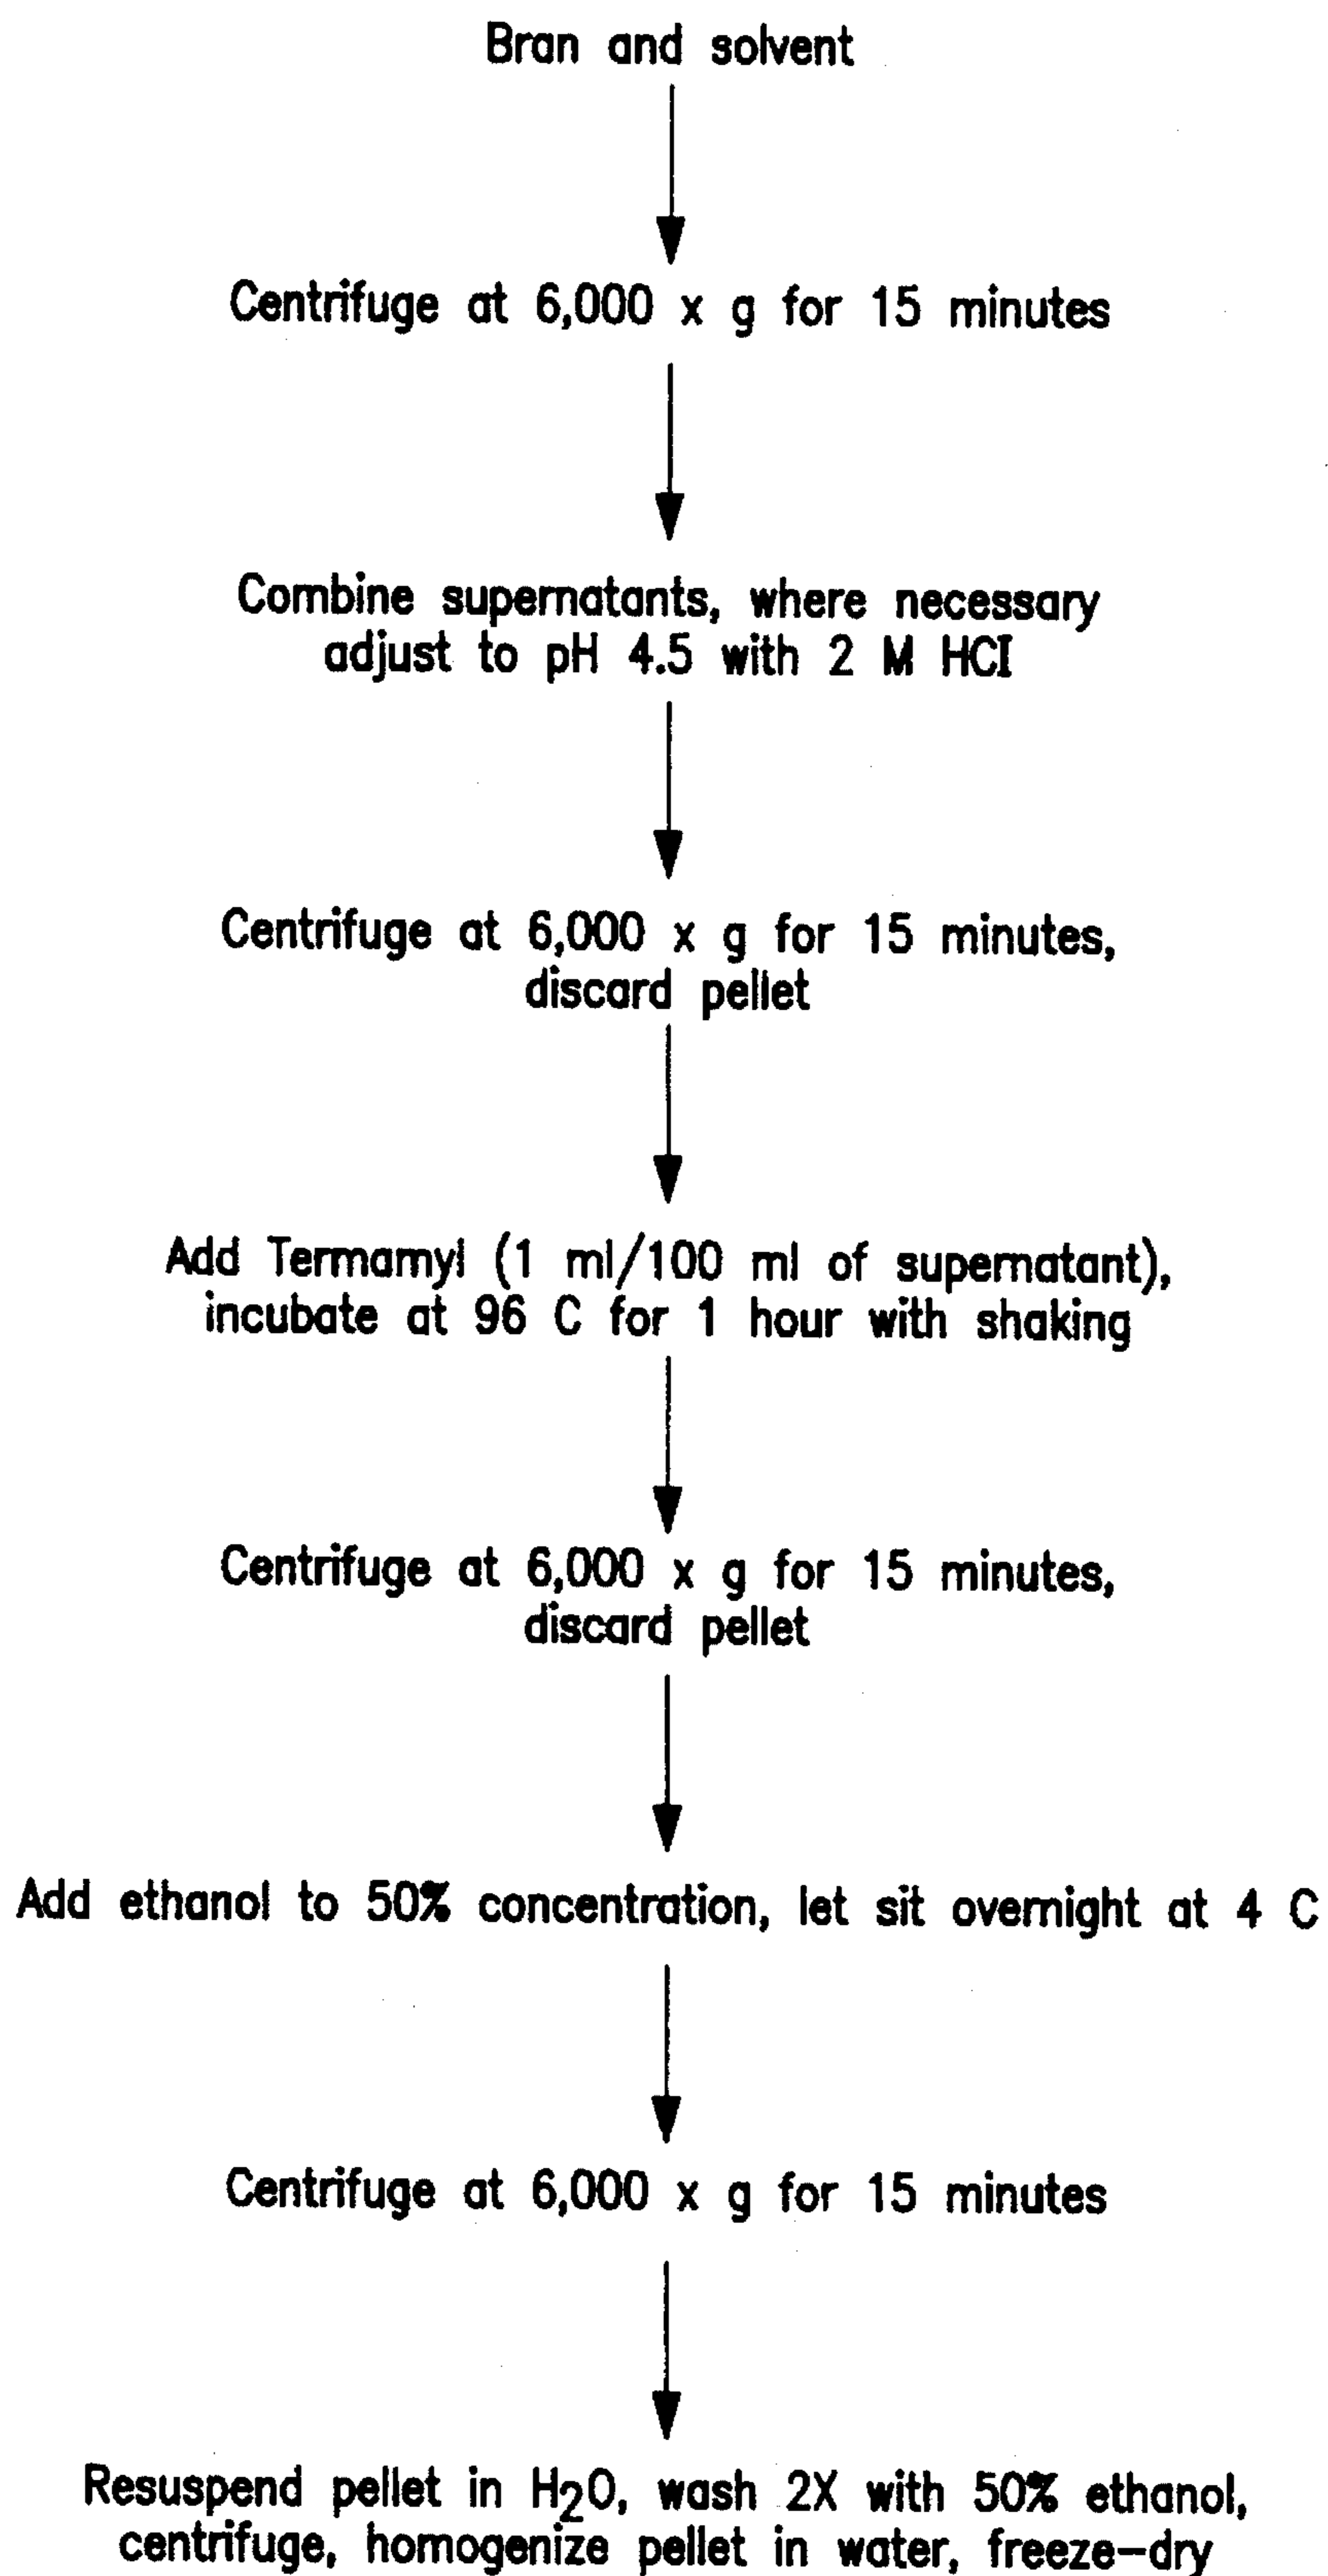 Bran and solvent
Centrifuge at 6,000 x g for 15 minutes
Combine supernatants, where necessary
adjust to pH 4.5 with 2 M HCl
Centrifuge at 6,000 x g for 15 minutes,
discard pellet
Add Termamyl (1 ml/100 ml of supernatant),
incubate at 96 C for 1 hour with shaking
Centrifuge at 6,000 x g for 15 minutes,
discard pellet
Add ethanol to 50% concentration, let sit overnight at 4 C
Centrifuge at 6,000 x g for 15 minutes
Resuspend pellet in H₂O, wash 2X with 50% ethanol,
centrifuge, homogenize pellet in water, freeze-dry